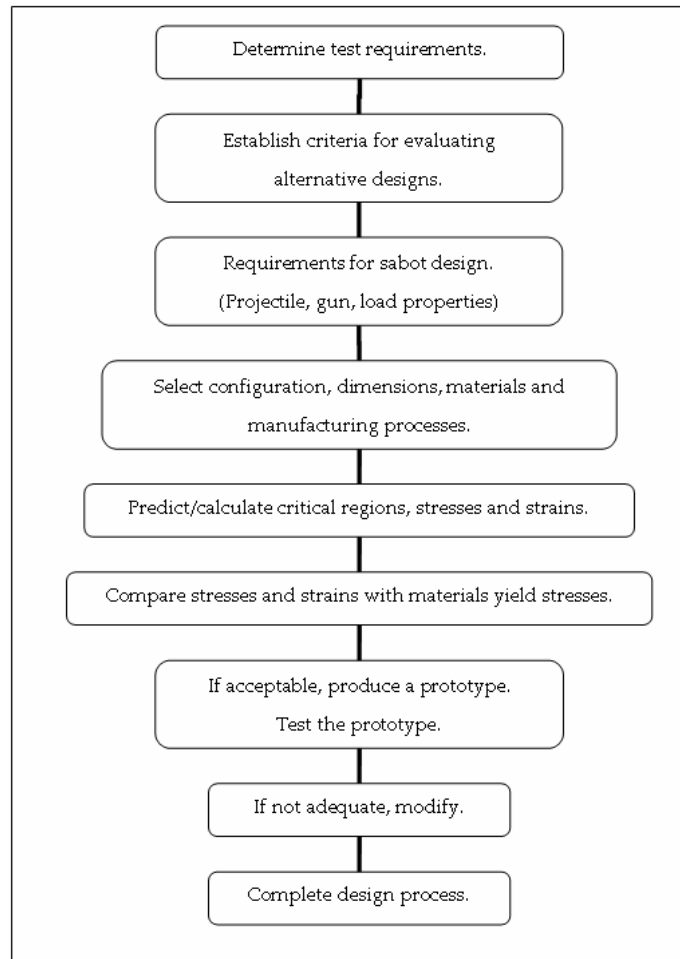 Determine test requirements.
Establish criteria for evaluating
alternative designs.
Requirements for sabot design.
(Projectile, gun, load properties)
Select configuration, dimensions, materials and
manufacturing processes.
Predict/calculate critical regions, stresses and strains.
Compare stresses and strains with materials yield stresses.
If acceptable, produce a prototype.
Test the prototype.
If not adequate, modify.
Complete design process.